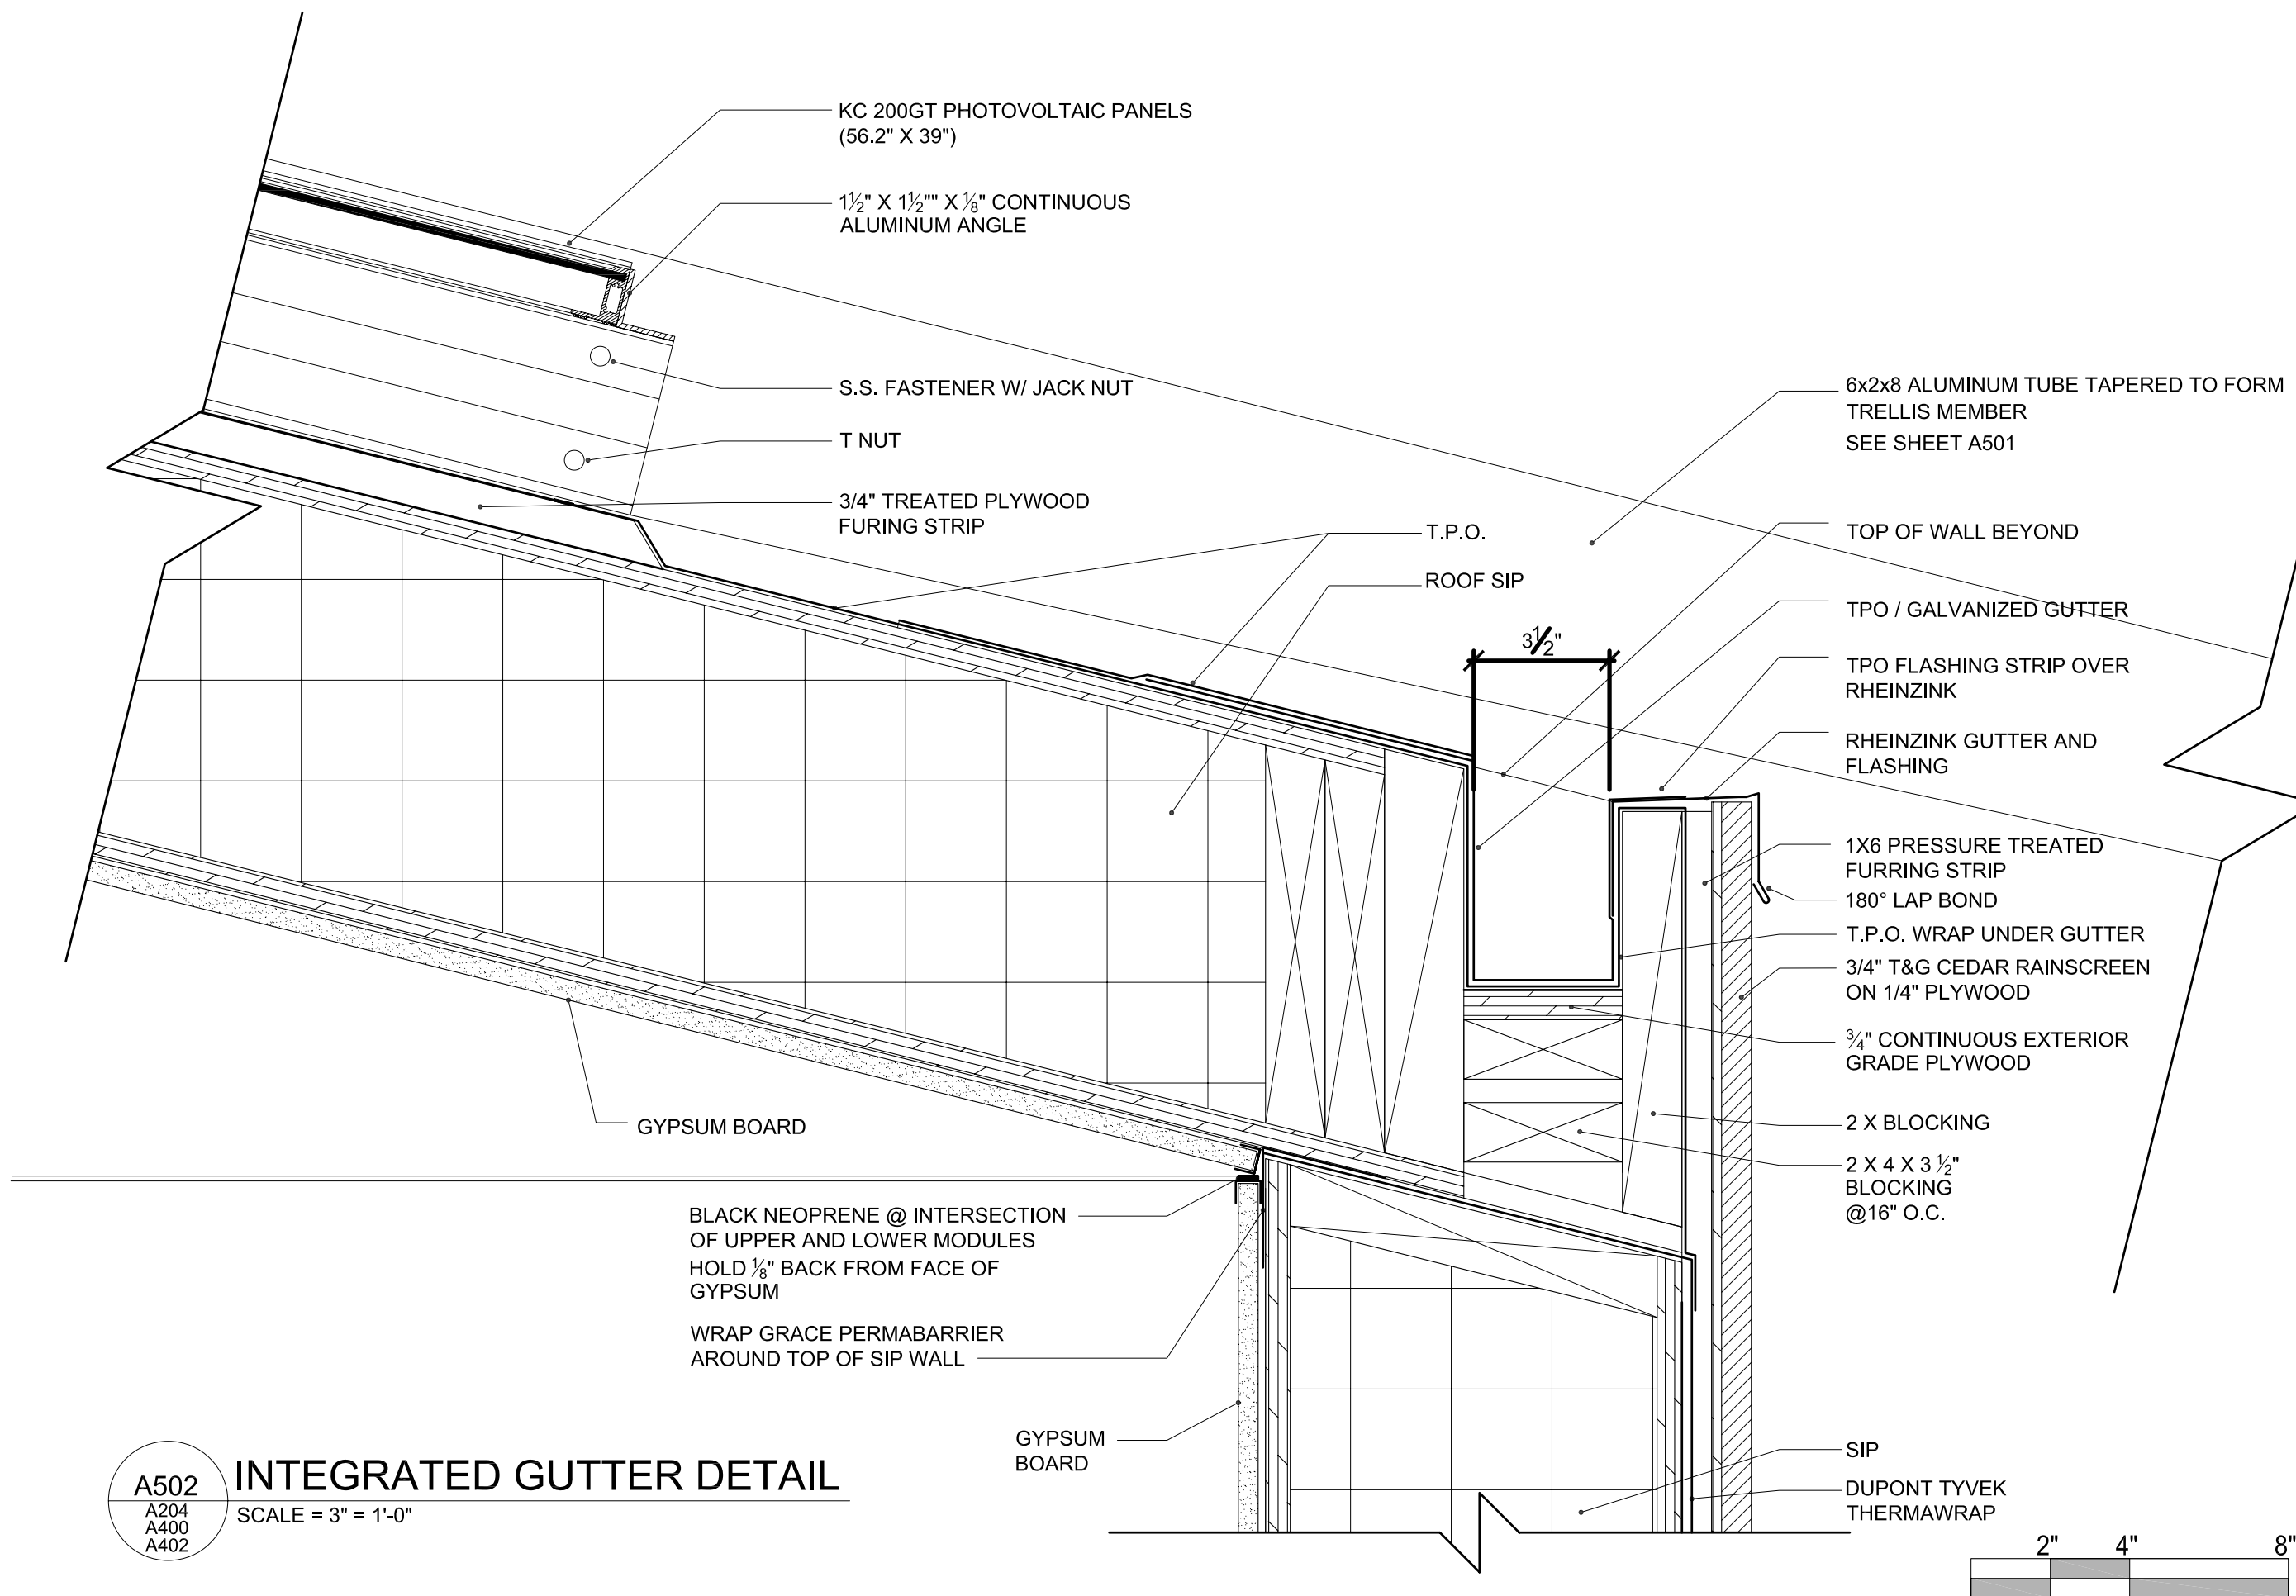 KC 200GT PHOTOVOLTAIC PANELS
(56.2" X 39")
1½" X 1½"" X ⅛" CONTINUOUS
ALUMINUM ANGLE
S.S. FASTENER W/ JACK NUT
T NUT
3/4" TREATED PLYWOOD
FURING STRIP
T.P.O.
ROOF SIP
3½"
6x2x8 ALUMINUM TUBE TAPERED TO FORM
TRELLIS MEMBER
SEE SHEET A501
TOP OF WALL BEYOND
TPO / GALVANIZED GUTTER
TPO FLASHING STRIP OVER
RHEINZINK
RHEINZINK GUTTER AND
FLASHING
1X6 PRESSURE TREATED
FURRING STRIP
180° LAP BOND
T.P.O. WRAP UNDER GUTTER
3/4" T&G CEDAR RAINSCREEN
ON 1/4" PLYWOOD
¾" CONTINUOUS EXTERIOR
GRADE PLYWOOD
2 X BLOCKING
2 X 4 X 3 ½"
BLOCKING
@16" O.C.
GYPSUM BOARD
BLACK NEOPRENE @ INTERSECTION
OF UPPER AND LOWER MODULES
HOLD ⅛" BACK FROM FACE OF
GYPSUM
WRAP GRACE PERMABARRIER
AROUND TOP OF SIP WALL
GYPSUM
BOARD
SIP
DUPONT TYVEK
THERMAWRAP
A502
A204
A400
A402
INTEGRATED GUTTER DETAIL
SCALE = 3" = 1'-0"
2" 4" 8"